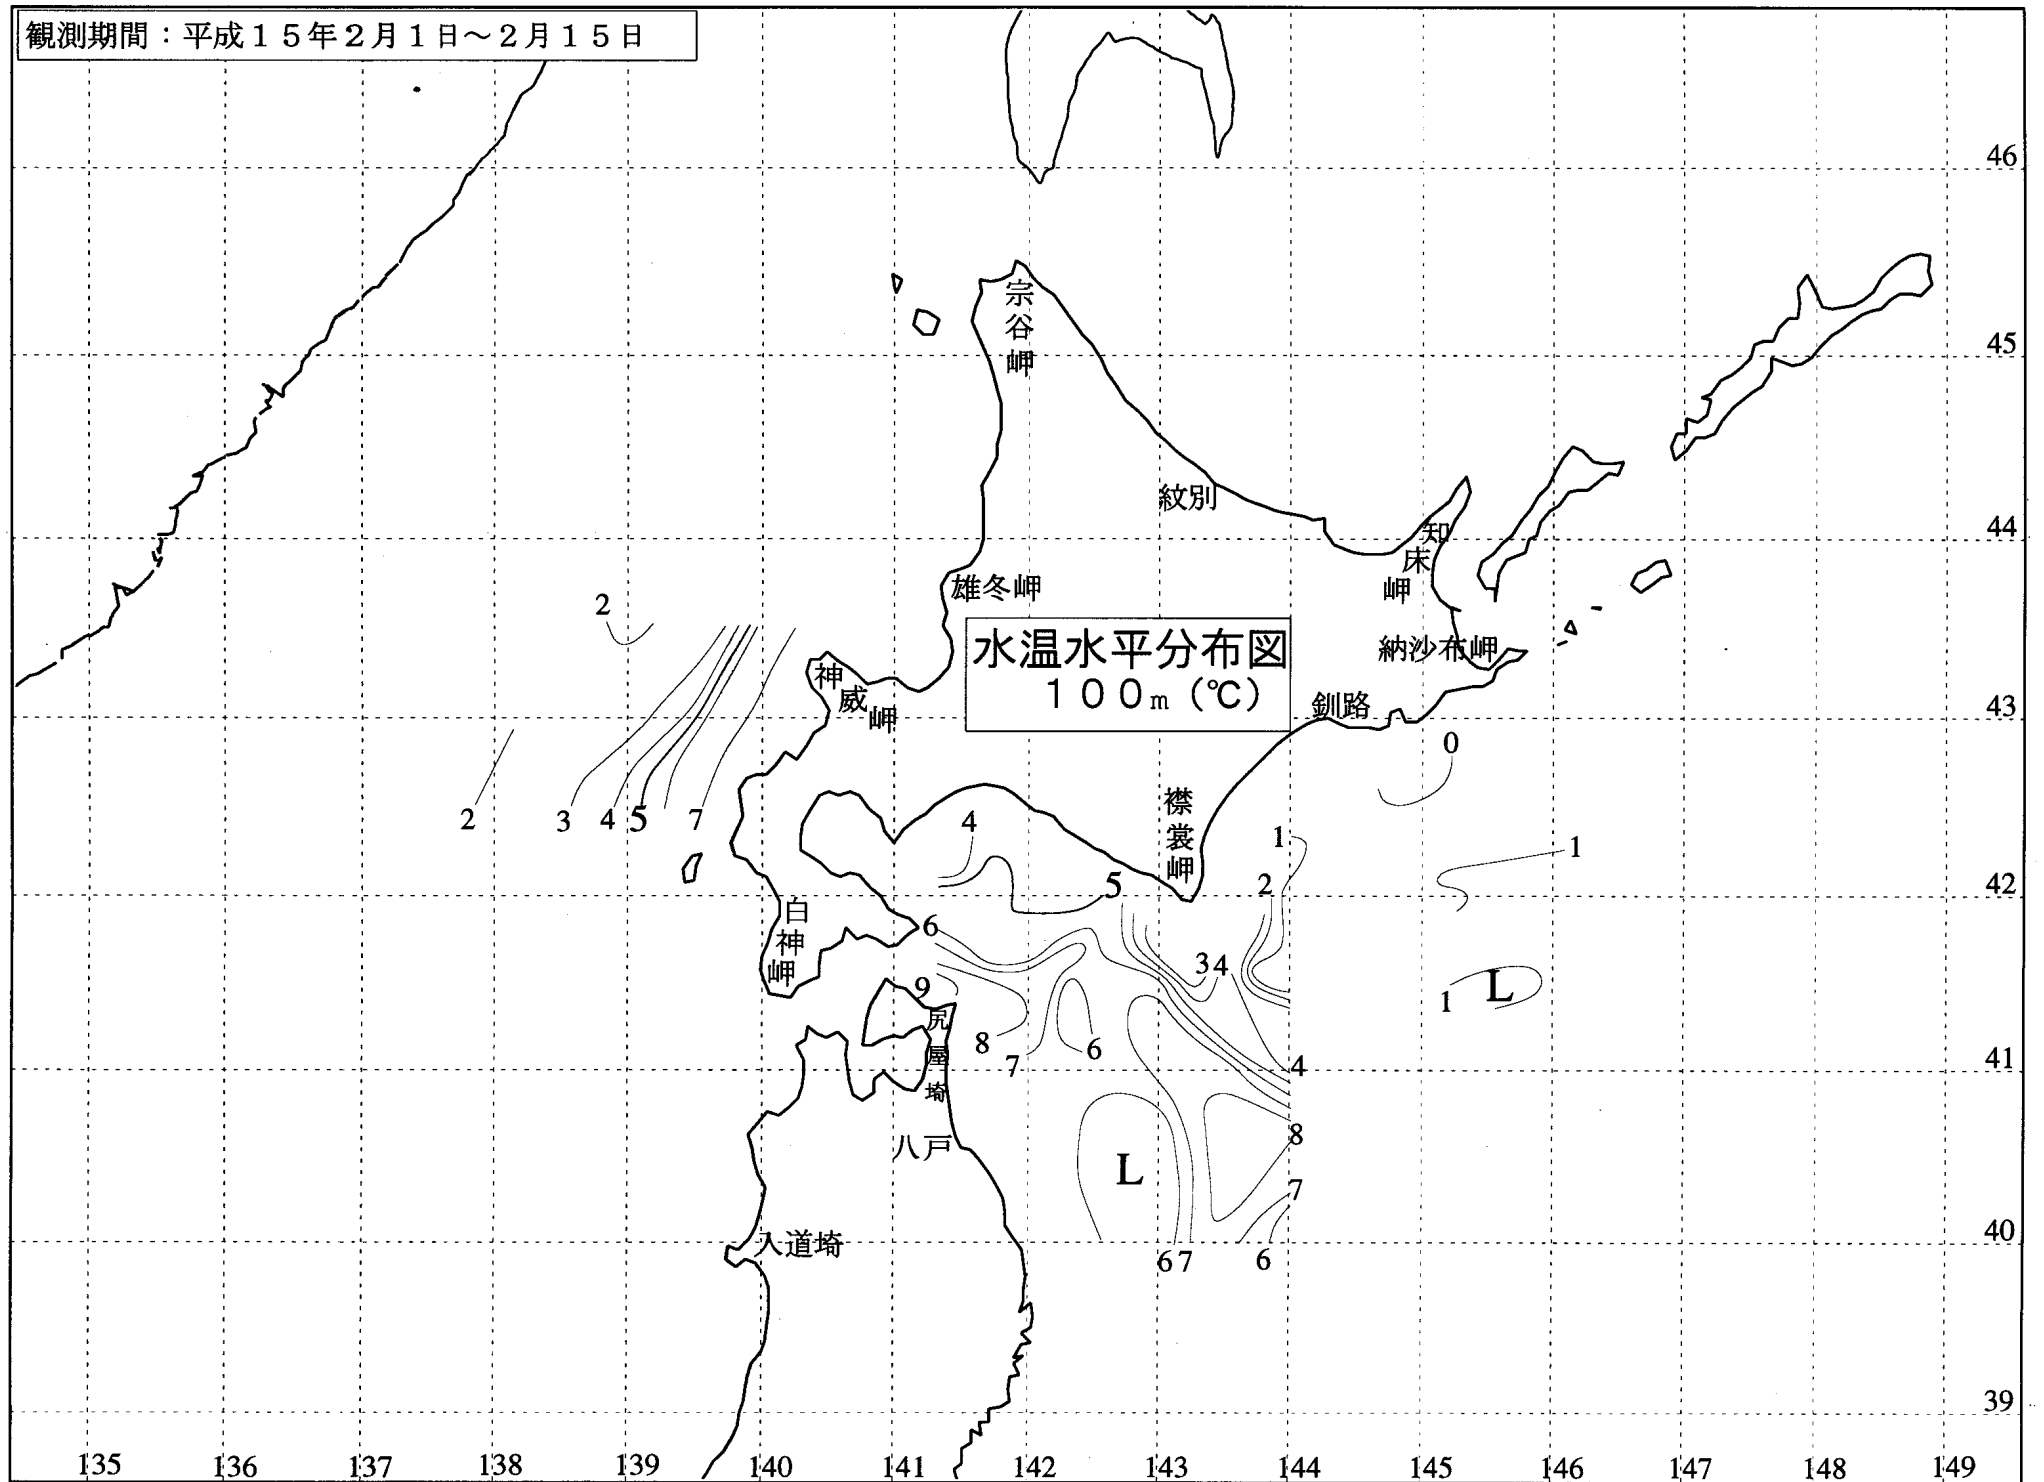 観測期間：平成１５年２月１日～２月１５日
46
宗谷岬
45
紋別
44
知床岬
雄冬岬
2
水温水平分布図
１００ｍ（℃）
納沙布岬
神威岬
釧路
43
0
襟裳岬
2
3
4
5
7
4
1
1
5
2
42
白神岬
6
3
4
9
L
1
尻屋埼
8
7
6
4
41
8
八戸
L
7
40
入道埼
6
7
6
39
135
136
137
138
139
140
141
142
143
144
145
146
147
148
149